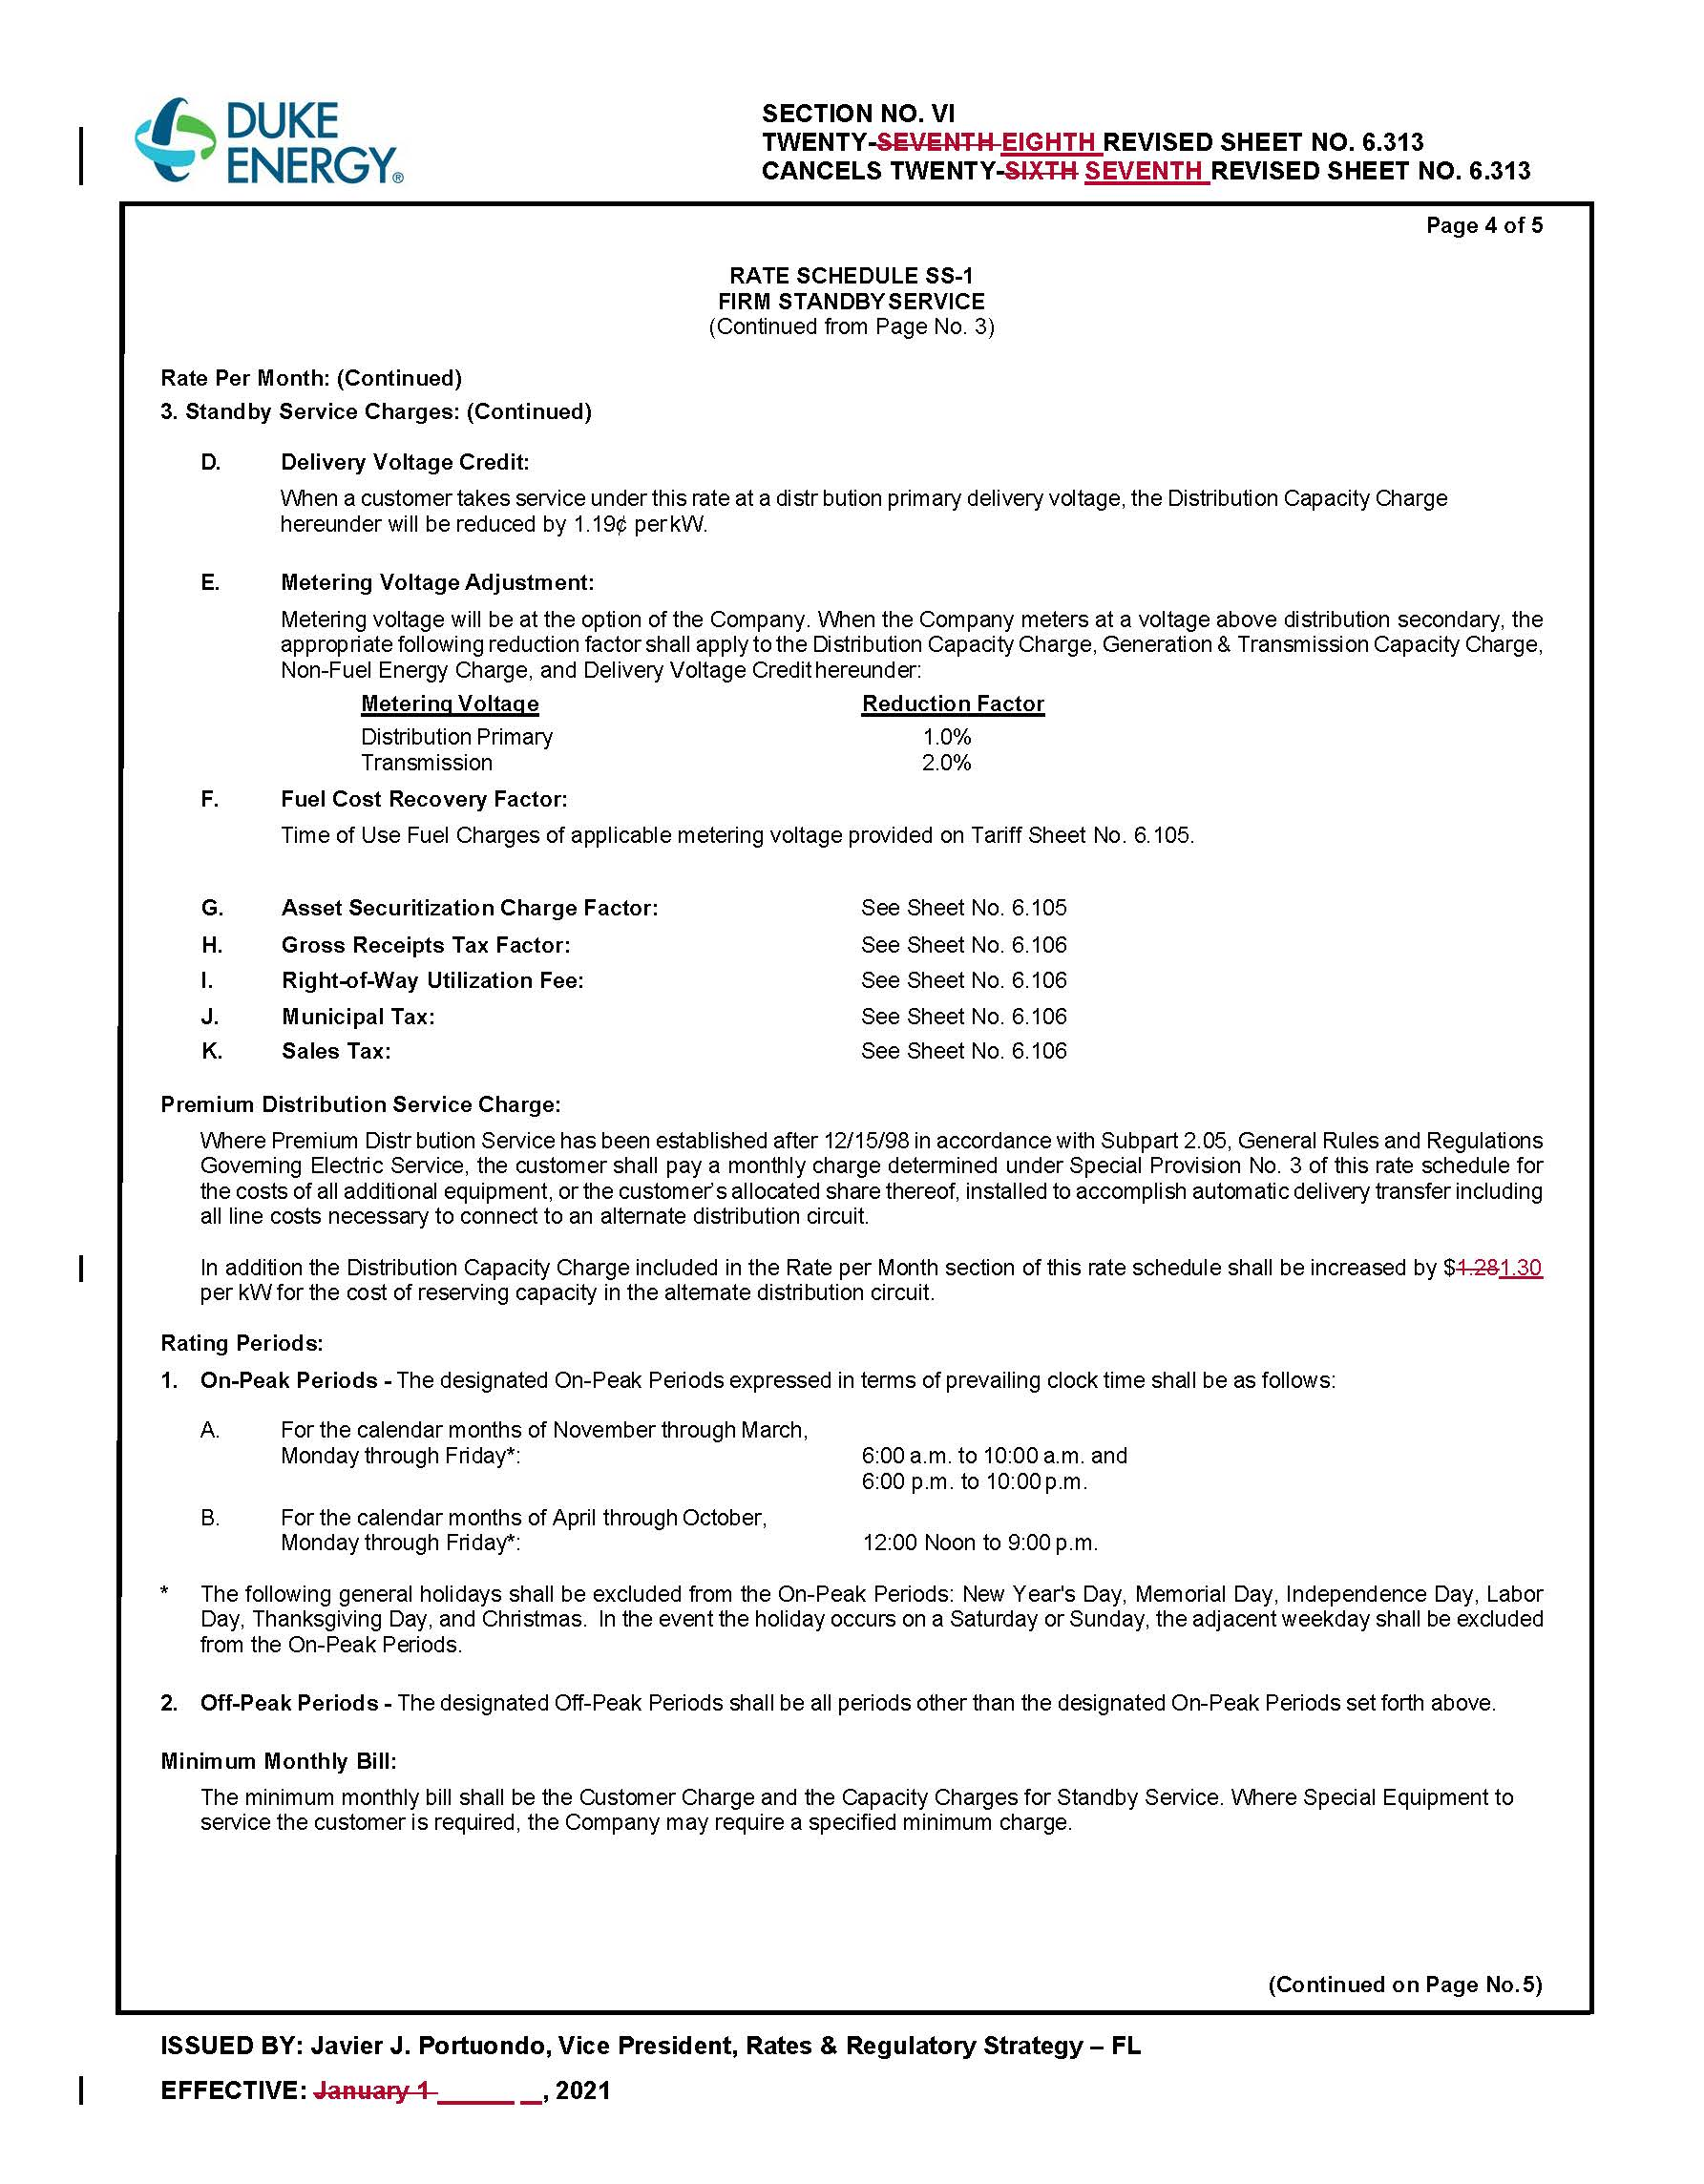 DUKE
ENERGY®
SECTION NO. VI
TWENTY-SEVENTH EIGHTH REVISED SHEET NO. 6.313
CANCELS TWENTY-SIXTH SEVENTH REVISED SHEET NO. 6.313
Page 4 of 5
RATE SCHEDULE SS-1
FIRM STANDBY SERVICE
(Continued from Page No. 3)
Rate Per Month: (Continued)
3. Standby Service Charges: (Continued)
D. Delivery Voltage Credit:
When a customer takes service under this rate at a distr bution primary delivery voltage, the Distribution Capacity Charge
hereunder will be reduced by 1.19¢ per kW.
E. Metering Voltage Adjustment:
Metering voltage will be at the option of the Company. When the Company meters at a voltage above distribution secondary, the
appropriate following reduction factor shall apply to the Distribution Capacity Charge, Generation & Transmission Capacity Charge,
Non-Fuel Energy Charge, and Delivery Voltage Credit hereunder:
Metering Voltage Reduction Factor
Distribution Primary 1.0%
Transmission 2.0%
F. Fuel Cost Recovery Factor:
Time of Use Fuel Charges of applicable metering voltage provided on Tariff Sheet No. 6.105.
G. Asset Securitization Charge Factor: See Sheet No. 6.105
H. Gross Receipts Tax Factor: See Sheet No. 6.106
I. Right-of-Way Utilization Fee: See Sheet No. 6.106
J. Municipal Tax: See Sheet No. 6.106
K. Sales Tax: See Sheet No. 6.106
Premium Distribution Service Charge:
Where Premium Distr bution Service has been established after 12/15/98 in accordance with Subpart 2.05, General Rules and Regulations
Governing Electric Service, the customer shall pay a monthly charge determined under Special Provision No. 3 of this rate schedule for
the costs of all additional equipment, or the customer's allocated share thereof, installed to accomplish automatic delivery transfer including
all line costs necessary to connect to an alternate distribution circuit.
In addition the Distribution Capacity Charge included in the Rate per Month section of this rate schedule shall be increased by $1.281.30
per kW for the cost of reserving capacity in the alternate distribution circuit.
Rating Periods:
1. On-Peak Periods - The designated On-Peak Periods expressed in terms of prevailing clock time shall be as follows:
A. For the calendar months of November through March,
Monday through Friday*: 6:00 a.m. to 10:00 a.m. and
6:00 p.m. to 10:00 p.m.
B. For the calendar months of April through October,
Monday through Friday*: 12:00 Noon to 9:00 p.m.
* The following general holidays shall be excluded from the On-Peak Periods: New Year's Day, Memorial Day, Independence Day, Labor
Day, Thanksgiving Day, and Christmas. In the event the holiday occurs on a Saturday or Sunday, the adjacent weekday shall be excluded
from the On-Peak Periods.
2. Off-Peak Periods - The designated Off-Peak Periods shall be all periods other than the designated On-Peak Periods set forth above.
Minimum Monthly Bill:
The minimum monthly bill shall be the Customer Charge and the Capacity Charges for Standby Service. Where Special Equipment to
service the customer is required, the Company may require a specified minimum charge.
(Continued on Page No. 5)
ISSUED BY: Javier J. Portuondo, Vice President, Rates & Regulatory Strategy – FL
EFFECTIVE: January 1 _____ _, 2021